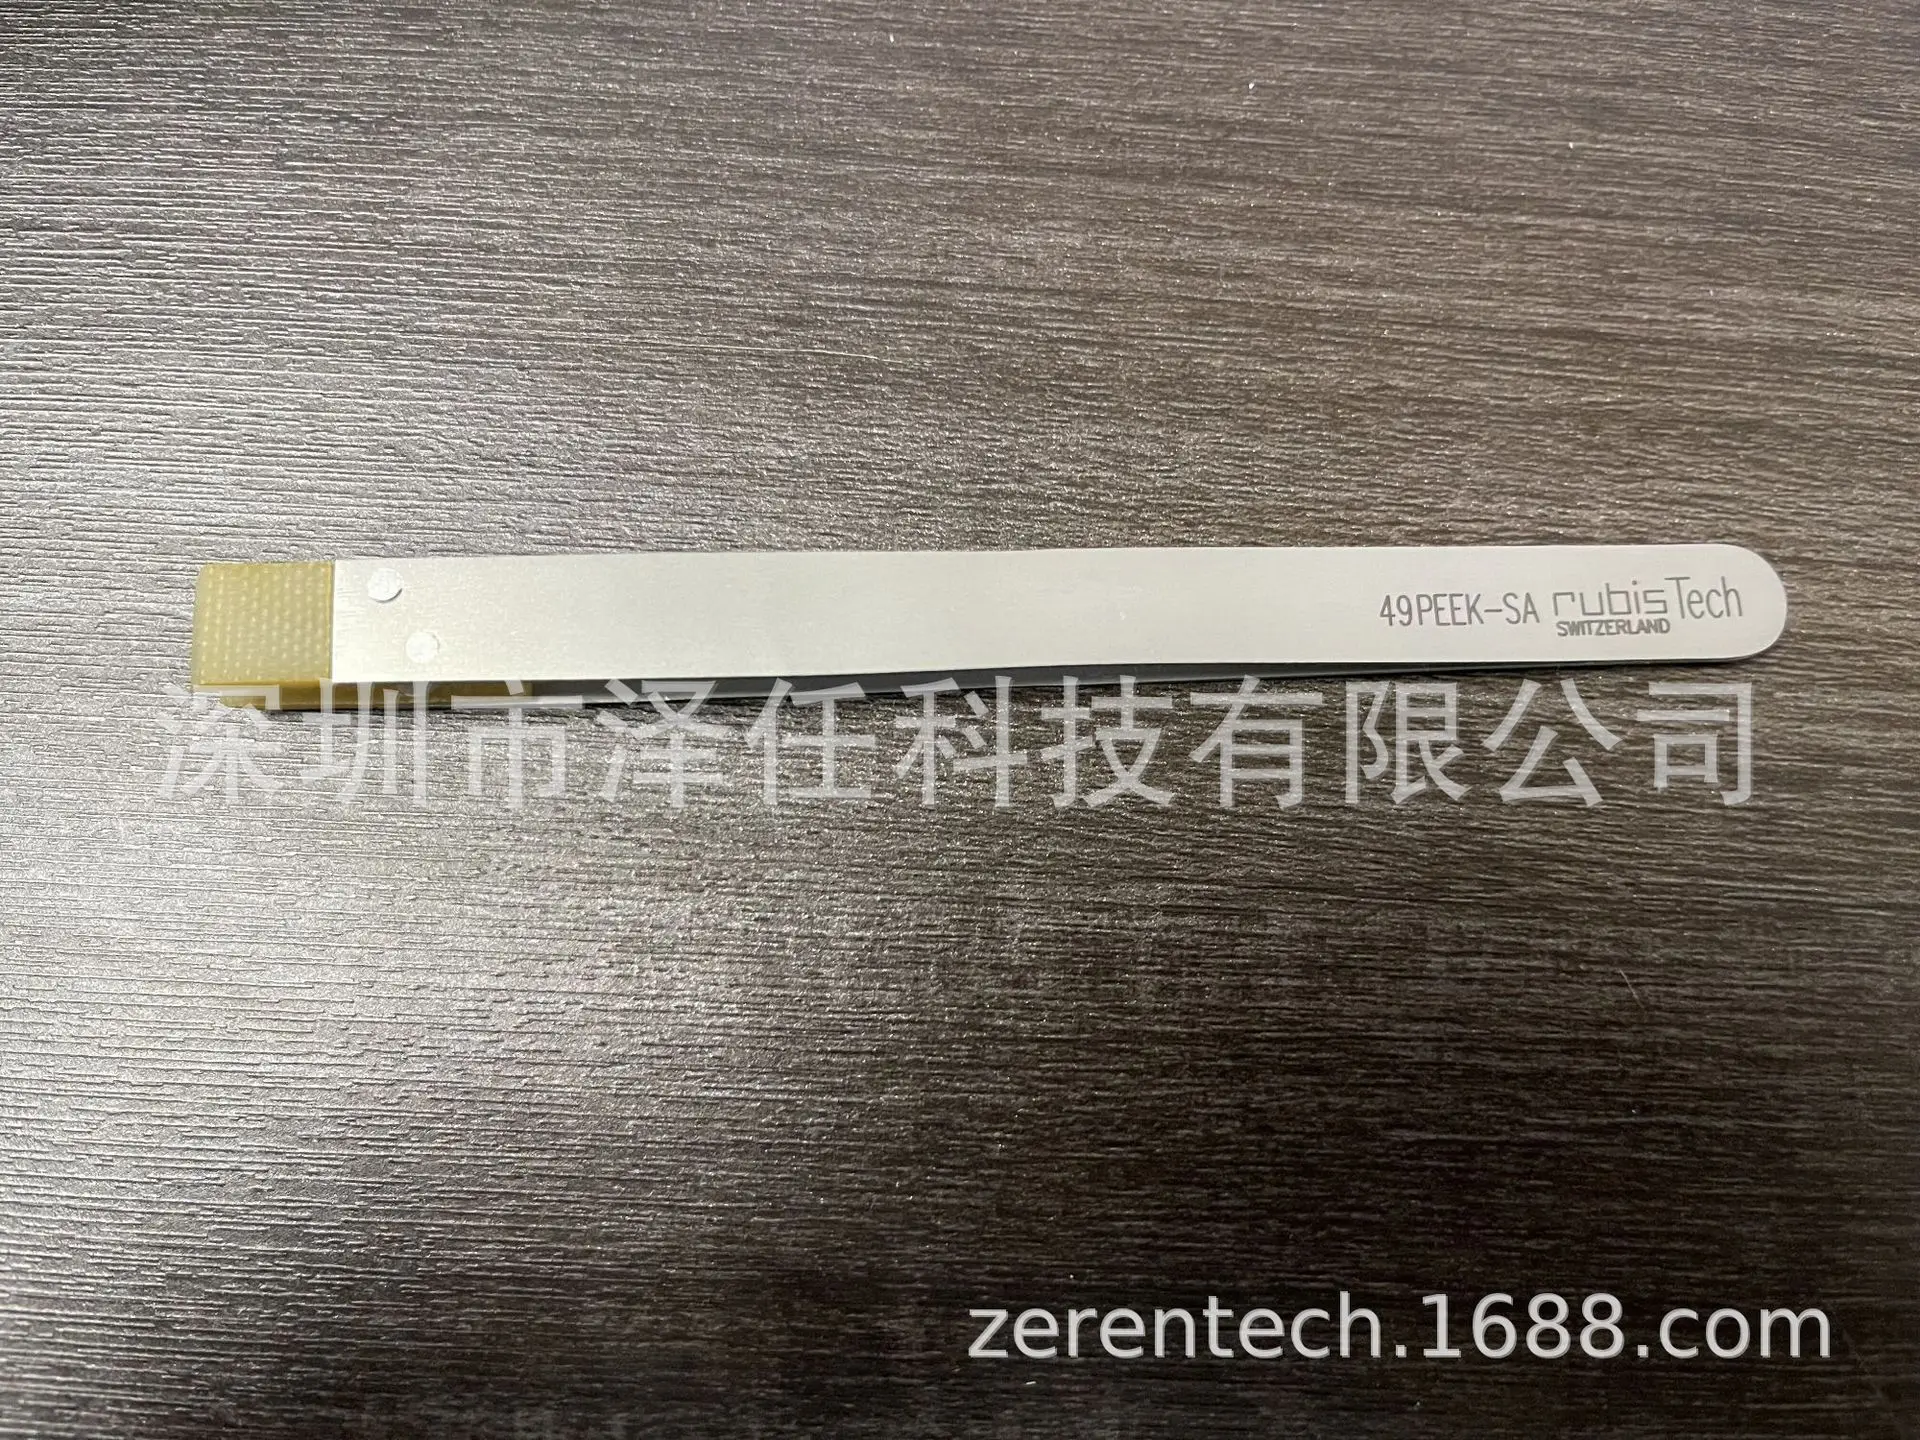 49PEEK-SA rubisTech
SWITZERLAND
深圳市泽任科技有限公司
zerentech.1688.com